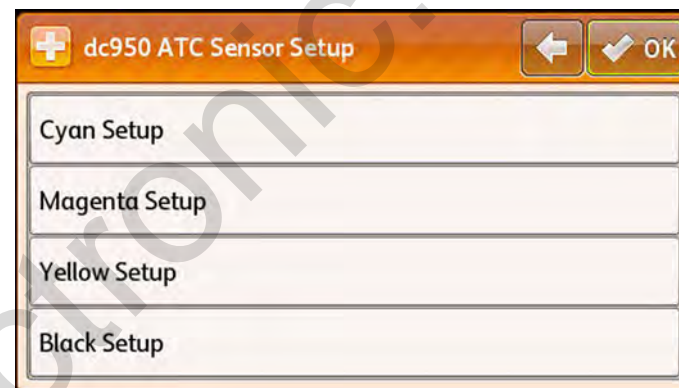 dc950 ATC Sensor Setup
OK
Cyan Setup
Magenta Setup
Yellow Setup
Black Setup